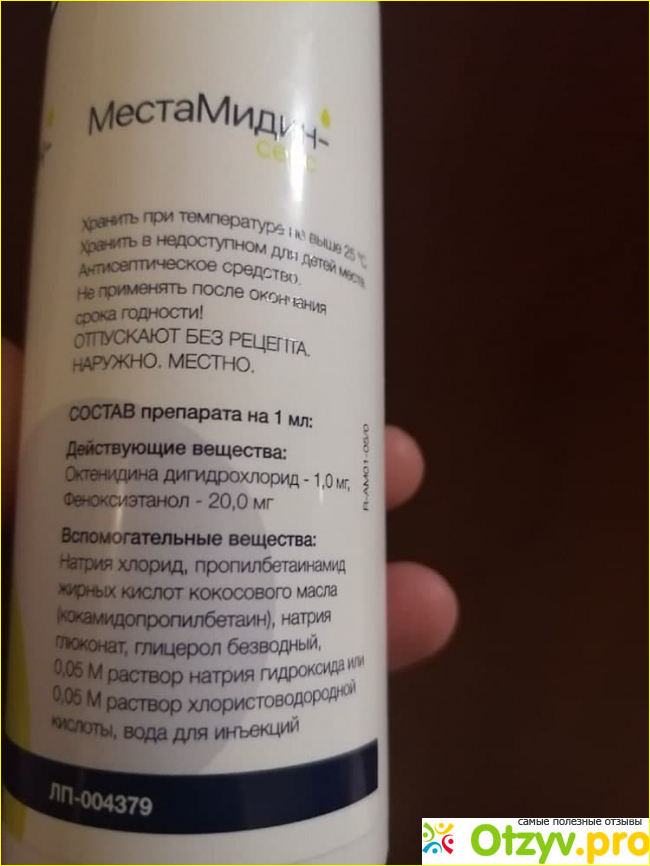 МестаМидин-
сенс
Хранить при температуре не выше 25 °C
Хранить в недоступном для детей месте.
Антисептическое средство.
Не применять после окончания
срока годности!
ОТПУСКАЮТ БЕЗ РЕЦЕПТА.
НАРУЖНО. МЕСТНО.
СОСТАВ препарата на 1 мл:
Действующие вещества:
Октенидина дигидрохлорид - 1,0 мг,
Феноксиэтанол - 20,0 мг
Вспомогательные вещества:
Натрия хлорид, пропилбетаинамид
жирных кислот кокосового масла
(кокамидопропилбетаин), натрия
глюконат, глицерол безводный,
0,05 М раствор натрия гидроксида или
0,05 М раствор хлористоводородной
кислоты, вода для инъекций
R-AM01-05/0
ЛП-004379
самые полезные отзывы
Otzyv.pro